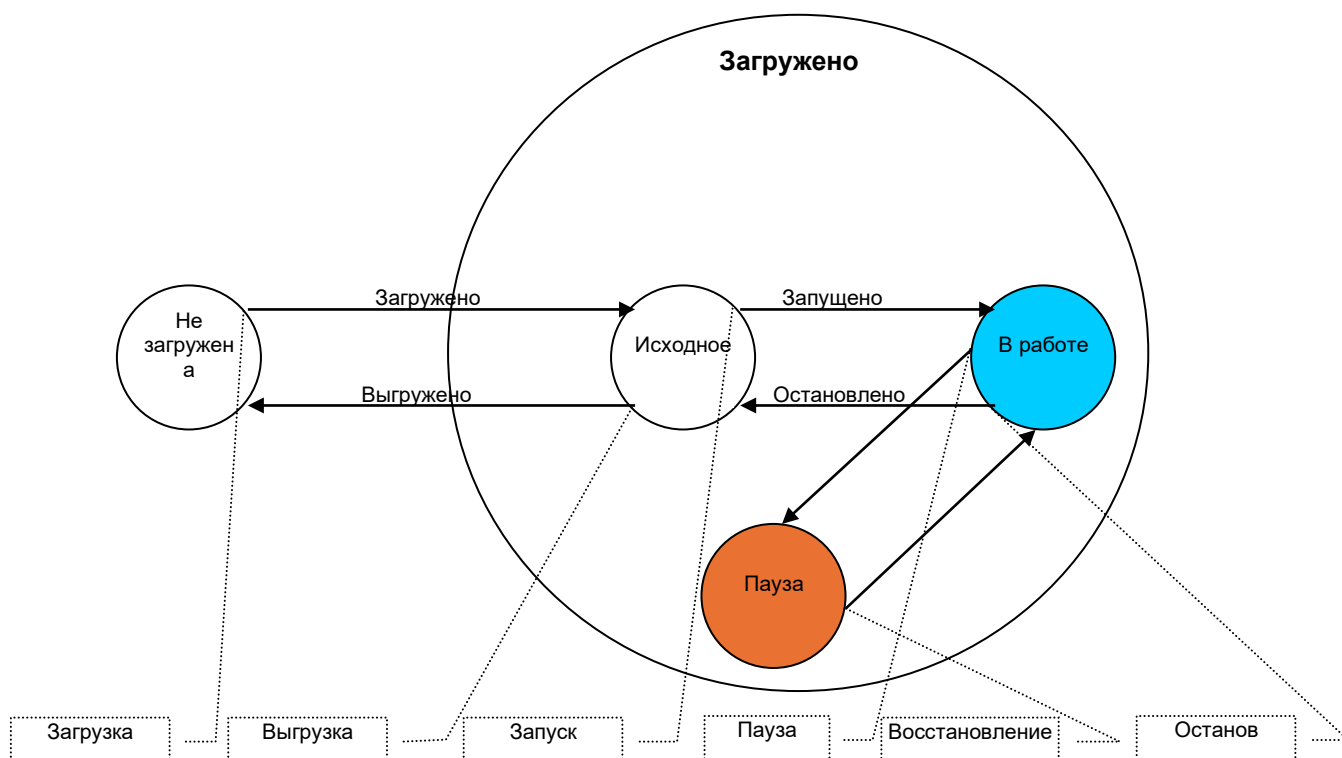 Загружено
Загружено
Запущено
Не
загружен
а
Исходное
В работе
Выгружено
Остановлено
Пауза
Загрузка
Выгрузка
Запуск
Пауза
Восстановление
Останов